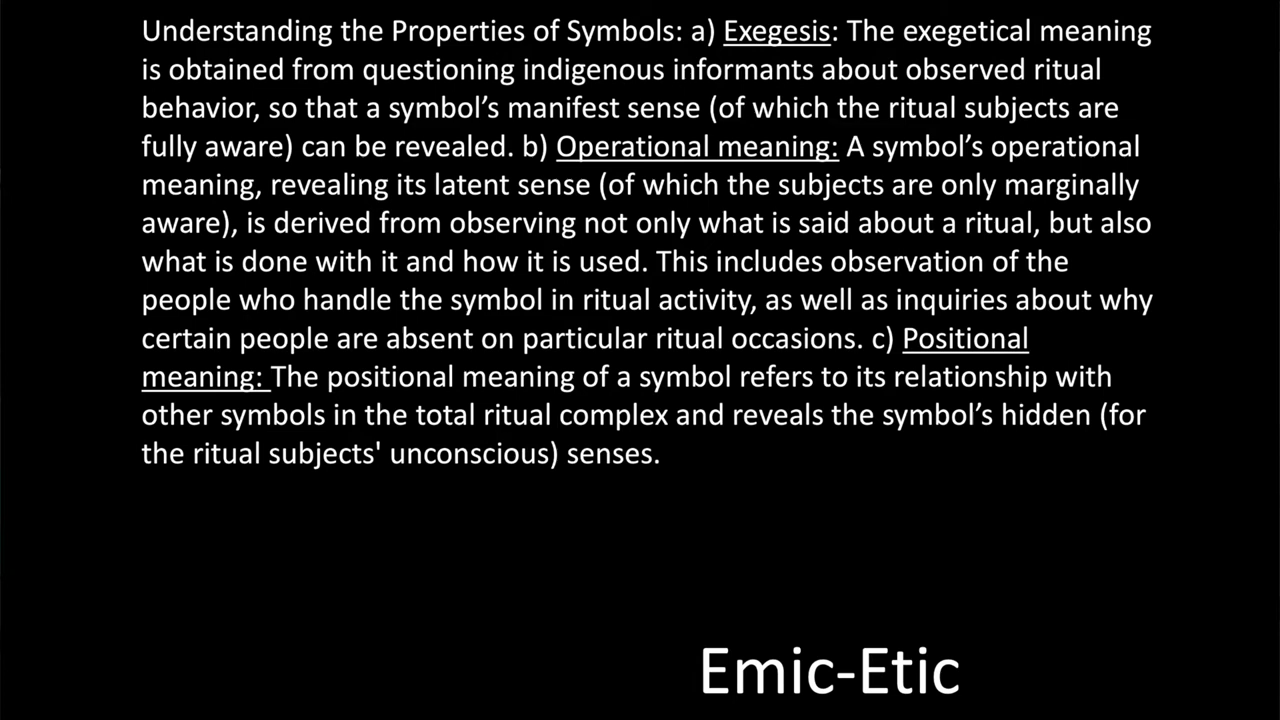 Understanding the Properties of Symbols: a) Exegesis: The exegetical meaning
is obtained from questioning indigenous informants about observed ritual
behavior, so that a symbol’s manifest sense (of which the ritual subjects are
fully aware) can be revealed. b) Operational meaning: A symbol’s operational
meaning, revealing its latent sense (of which the subjects are only marginally
aware), is derived from observing not only what is said about a ritual, but also
what is done with it and how it is used. This includes observation of the
people who handle the symbol in ritual activity, as well as inquiries about why
certain people are absent on particular ritual occasions. c) Positional
meaning: The positional meaning of a symbol refers to its relationship with
other symbols in the total ritual complex and reveals the symbol’s hidden (for
the ritual subjects' unconscious) senses.
Emic-Etic